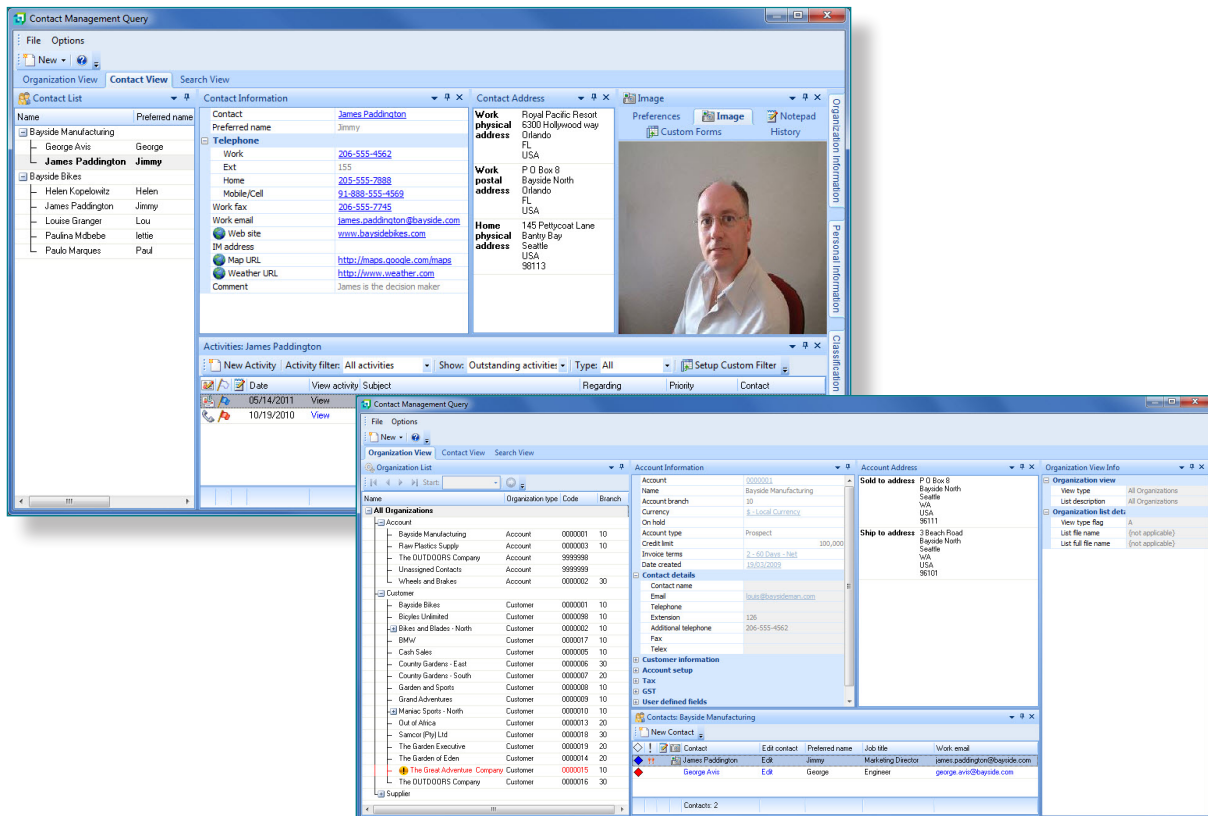 Contact Management Query
File Options
New
Organization View Contact View Search View
Contact List
Name Preferred name
Bayside Manufacturing
George Avis George
James Paddington Jimmy
Bayside Bikes
Helen Kopelowitz Helen
James Paddington Jimmy
Louise Granger Lou
Paulina Mdbebe lettie
Paulo Marques Paul
Contact Information
Contact James Paddington
Preferred name Jimmy
Telephone
Work 206-555-4562
Ext 155
Home 205-555-7888
Mobile/Cell 91-888-555-4569
Work fax 206-555-7745
Work email james.paddington@bayside.com
Web site www.baysidebikes.com
IM address
Map URL http://maps.google.com/maps
Weather URL http://www.weather.com
Comment James is the decision maker
Contact Address
Work physical address
Royal Pacific Resort
6300 Hollywood way
Orlando
FL
USA
Work postal address
P O Box 8
Bayside North
Orlando
FL
USA
Home physical address
145 Pettycoat Lane
Bantry Bay
Seattle
USA
98113
Image
Preferences Image Notepad
Custom Forms History
Organization Information
Personal Information
Classification
Activities: James Paddington
New Activity Activity filter: All activities Show: Outstanding activities Type: All Setup Custom Filter
Date View activity Subject Regarding Priority Contact
05/14/2011 View
10/19/2010 View
Contact Management Query
File Options
New
Organization View Contact View Search View
Organization List
Start:
Name Organization type Code Branch
All Organizations
Account
Bayside Manufacturing Account 0000001 10
Raw Plastics Supply Account 0000003 10
The OUTDOORS Company Account 9999998
Unassigned Contacts Account 9999999
Wheels and Brakes Account 0000002 30
Customer
Bayside Bikes Customer 0000001 10
Bicyles Unlimited Customer 0000098 10
Bikes and Blades - North Customer 0000002 10
BMW Customer 0000017 10
Cash Sales Customer 0000005 10
County Gardens - East Customer 0000006 30
County Gardens - South Customer 0000007 20
Garden and Sports Customer 0000008 10
Grand Adventures Customer 0000009 10
Maniac Sports - North Customer 0000010 10
Out of Africa Customer 0000013 20
Samcor (Pty) Ltd Customer 0000018 30
The Garden Executive Customer 0000019 20
The Garden of Eden Customer 0000014 20
The Great Adventure Company Customer 0000015 10
The OUTDOORS Company Customer 0000016 30
Supplier
Account Information
Account 0000001
Name Bayside Manufacturing
Account branch 10
Currency $ - Local Currency
On hold
Account type Prospect
Credit limit 100,000
Invoice terms 2 - 60 Days - Net
Date created 19/03/2009
Contact details
Contact name
Email louis@baysideman.com
Telephone
Extension 126
Additional telephone 206-555-4562
Fax
Telex
Customer information
Account setup
Tax
GST
User defined fields
Account Address
Sold to address P O Box 8
Bayside North
Seattle
WA
USA
96111
Ship to address 3 Beach Road
Bayside North
Seattle
WA
USA
96101
Organization View Info
Organization view
View type All Organizations
List description All Organizations
Organization list deta
View type flag A
List file name (not applicable)
List full file name (not applicable)
Contacts: Bayside Manufacturing
New Contact
Contact Edit contact Preferred name Job title Work email
James Paddington Edit Jimmy Marketing Director james.paddington@bayside.com
George Avis Edit George Engineer george.avis@bayside.com
Contacts: 2